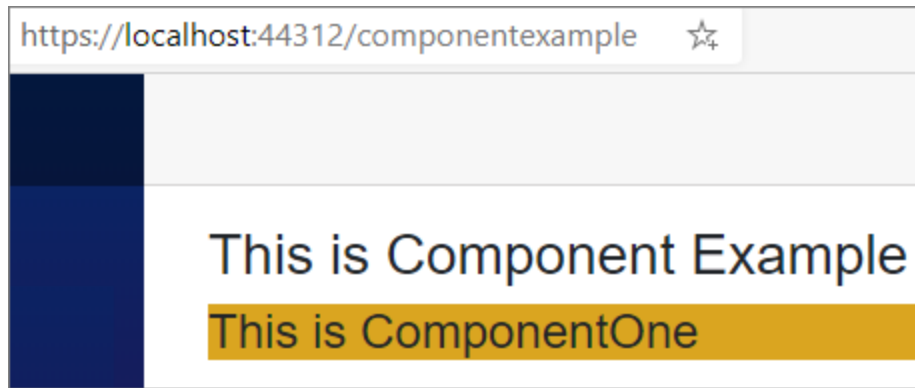 https://localhost:44312/componentexample
This is Component Example
This is ComponentOne